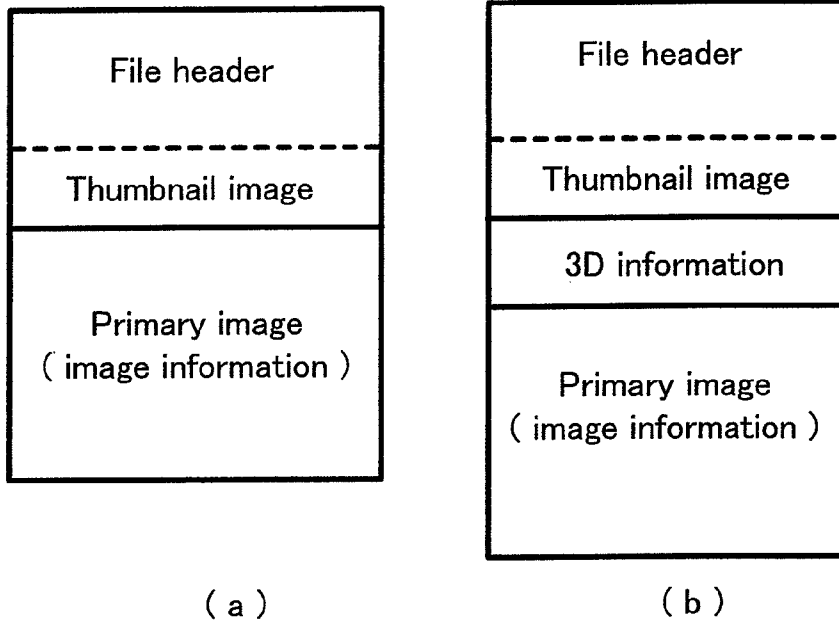 File header
Thumbnail image
Primary image
( image information )
( a )
File header
Thumbnail image
3D information
Primary image
( image information )
( b )